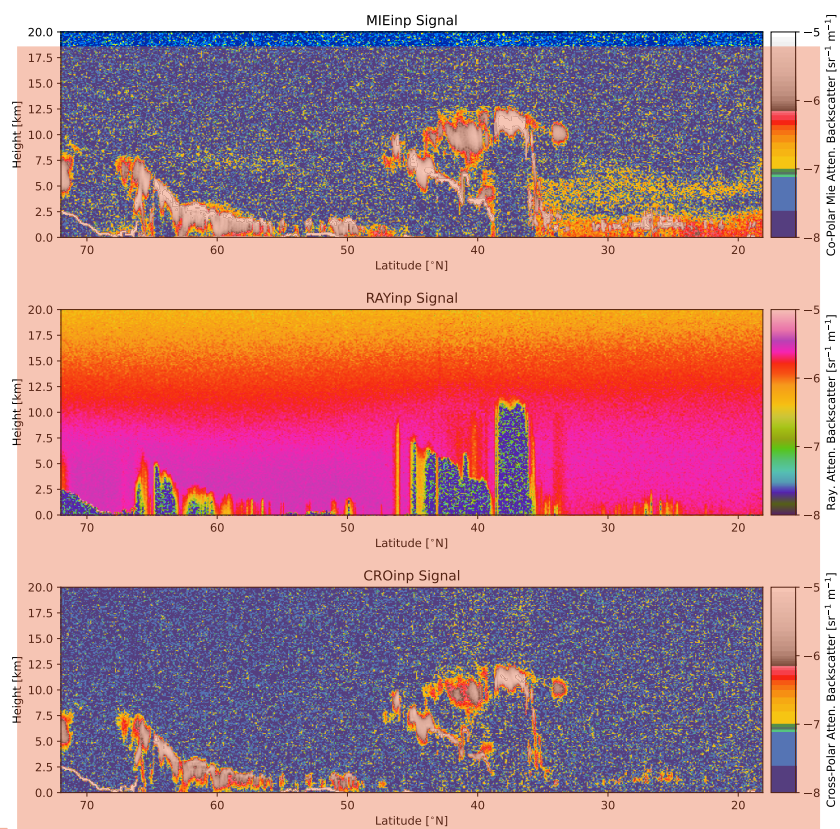 MIEinp Signal
20.0
17.5
15.0
12.5
10.0
7.5
5.0
2.5
0.0
Height [km]
70 60 50 40 30 20
Latitude [°N]
−5
−6
−7
−8
Co-Polar Mie Atten. Backscatter [sr⁻¹ m⁻¹]
RAYinp Signal
20.0
17.5
15.0
12.5
10.0
7.5
5.0
2.5
0.0
Height [km]
70 60 50 40 30 20
Latitude [°N]
−5
−6
−7
−8
Ray. Atten. Backscatter [sr⁻¹ m⁻¹]
CROinp Signal
20.0
17.5
15.0
12.5
10.0
7.5
5.0
2.5
0.0
Height [km]
70 60 50 40 30 20
Latitude [°N]
−5
−6
−7
−8
Cross-Polar Atten. Backscatter [sr⁻¹ m⁻¹]